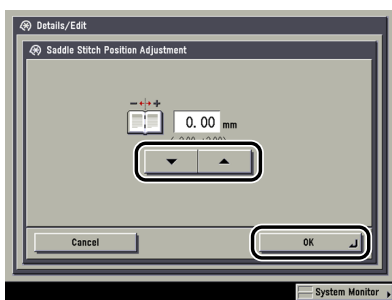 Details/Edit
Saddle Stitch Position Adjustment
- +
0.00 mm
Cancel
OK
System Monitor